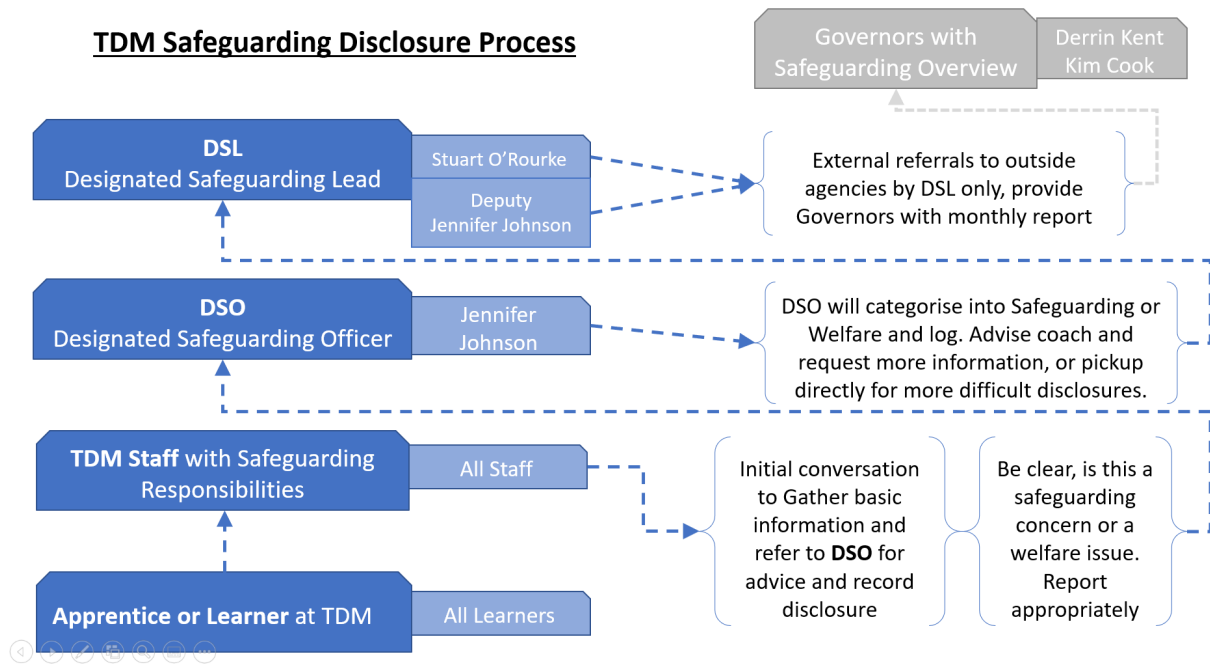 TDM Safeguarding Disclosure Process
Governors with
Safeguarding Overview
Derrin Kent
Kim Cook
DSL
Designated Safeguarding Lead
Stuart O'Rourke
Deputy
Jennifer Johnson
External referrals to outside
agencies by DSL only, provide
Governors with monthly report
DSO
Designated Safeguarding Officer
Jennifer
Johnson
DSO will categorise into Safeguarding or
Welfare and log. Advise coach and
request more information, or pickup
directly for more difficult disclosures.
TDM Staff with Safeguarding
Responsibilities
All Staff
Initial conversation
to Gather basic
information and
refer to DSO for
advice and record
disclosure
Be clear, is this a
safeguarding
concern or a
welfare issue.
Report
appropriately
Apprentice or Learner at TDM
All Learners